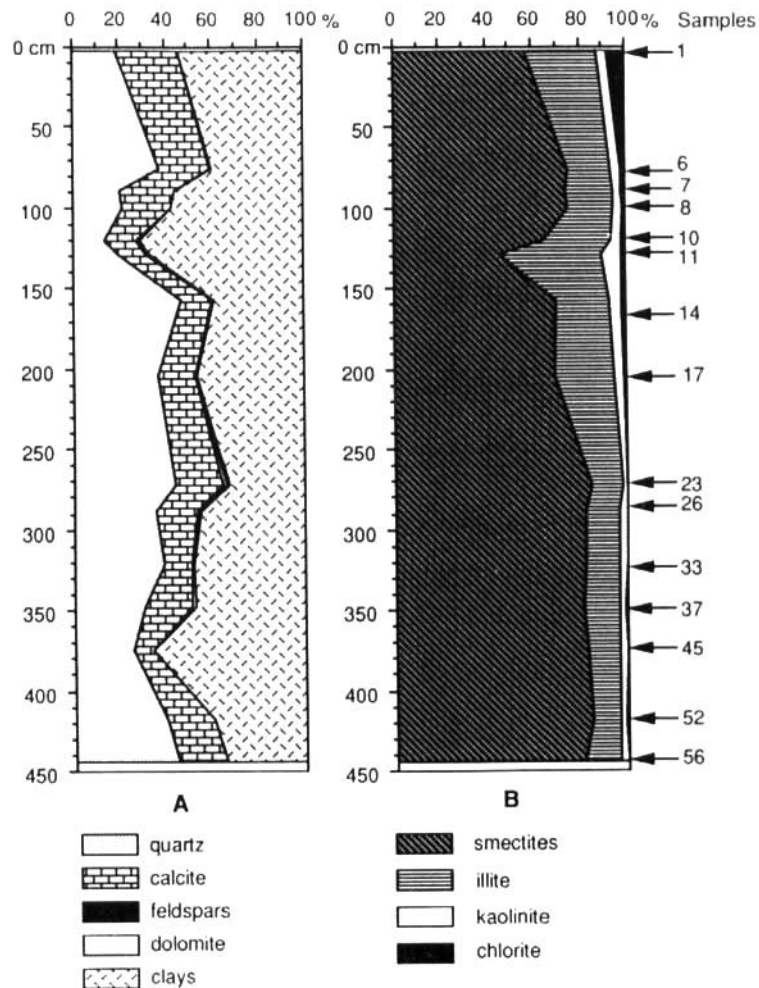 0 20 40 60 80 100 %
0 20 40 60 80 100 % Samples
0 cm
50
100
150
200
250
300
350
400
450
0 cm
50
100
150
200
250
300
350
400
450
1
6
7
8
10
11
14
17
23
26
33
37
45
52
56
A
B
quartz
calcite
feldspars
dolomite
clays
smectites
illite
kaolinite
chlorite